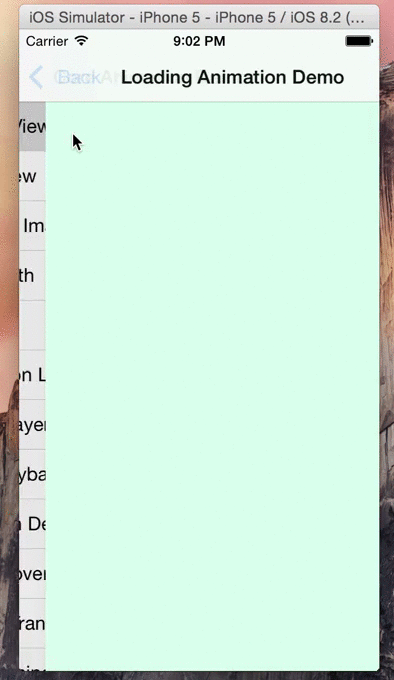 iOS Simulator - iPhone 5 - iPhone 5 / iOS 8.2 (...
Carrier 9:02 PM
Back Loading Animation Demo
View
ew
Im
th
on L
ayer
yba
n De
over
ran